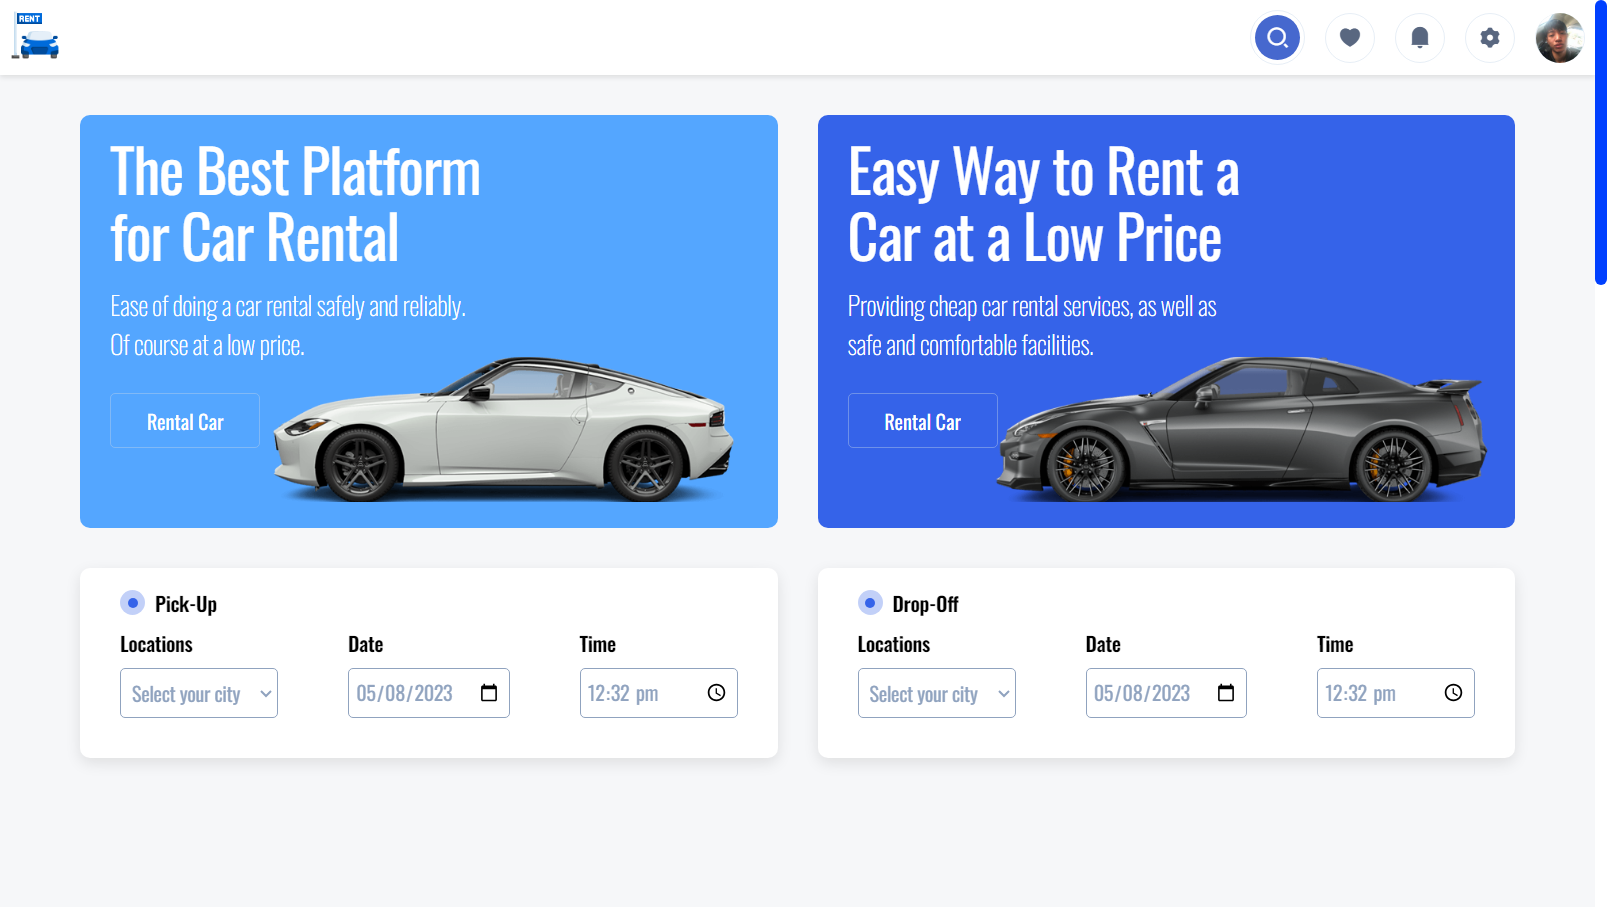 RENT
The Best Platform
for Car Rental
Ease of doing a car rental safely and reliably.
Of course at a low price.
Rental Car
Easy Way to Rent a
Car at a Low Price
Providing cheap car rental services, as well as
safe and comfortable facilities.
Rental Car
Pick-Up
Locations Date Time
Select your city 05/08/2023 12:32 pm
Drop-Off
Locations Date Time
Select your city 05/08/2023 12:32 pm